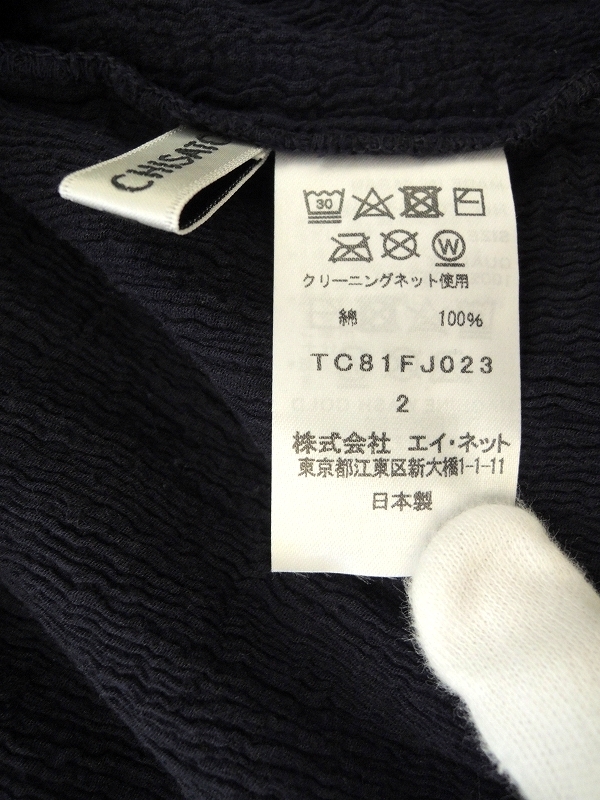 CHISATO
30
W
クリーニングネット使用
綿 100%
TC81FJ023
2
株式会社 エイ・ネット
東京都江東区新大橋1-1-11
日本製